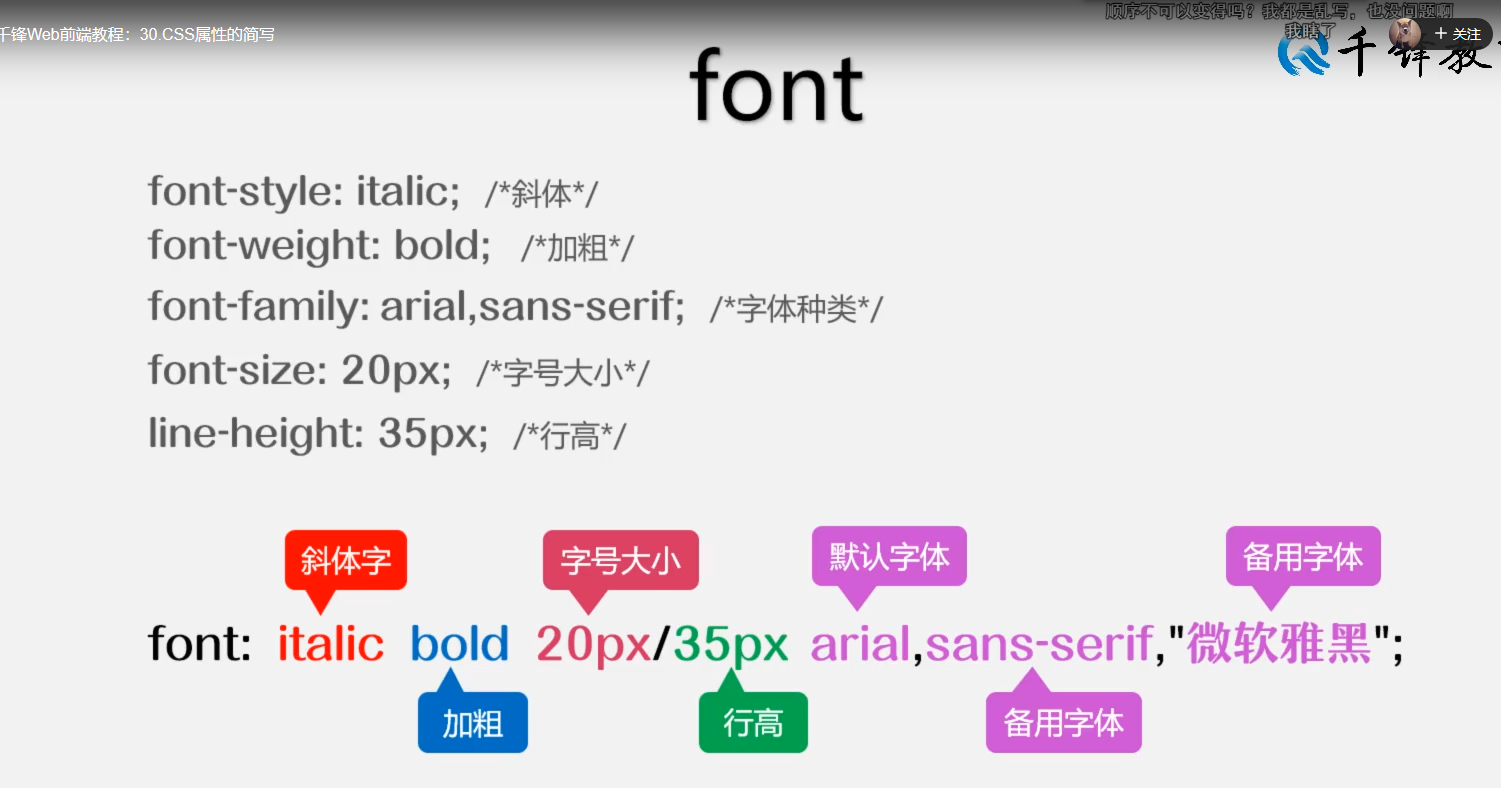 顺序不可以变得吗？我都是乱写，也没问题啊
千锋Web前端教程：30.CSS属性的简写
我瞎了
+ 关注
千锋教
font
font-style: italic; /*斜体*/
font-weight: bold; /*加粗*/
font-family: arial,sans-serif; /*字体种类*/
font-size: 20px; /*字号大小*/
line-height: 35px; /*行高*/
斜体字 字号大小 默认字体 备用字体
font: italic bold 20px/35px arial,sans-serif,"微软雅黑";
加粗 行高 备用字体